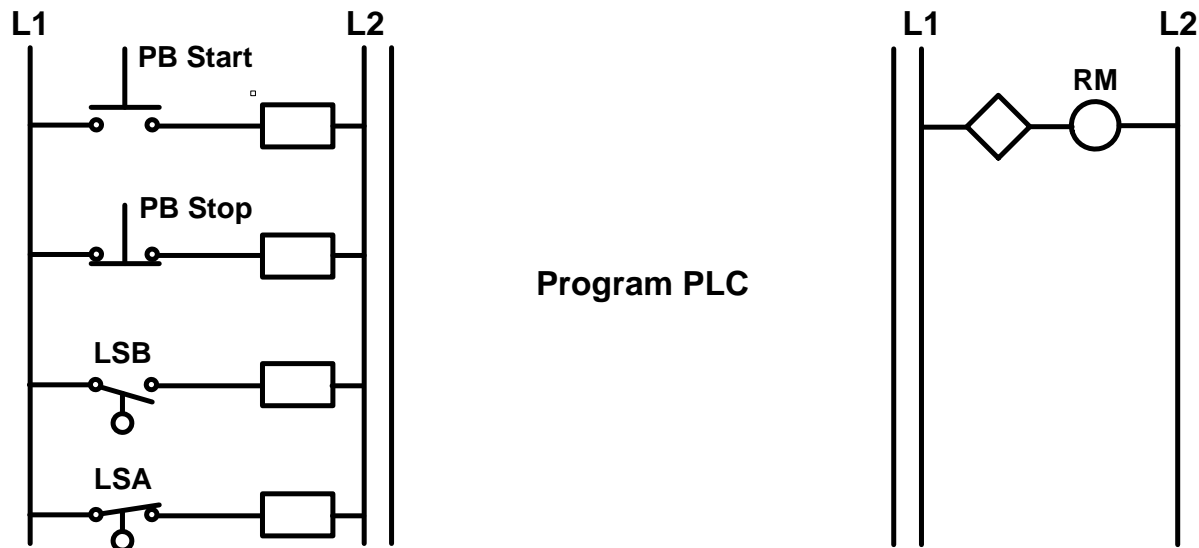 L1
L2
L1
L2
PB Start
RM
PB Stop
Program PLC
LSB
LSA